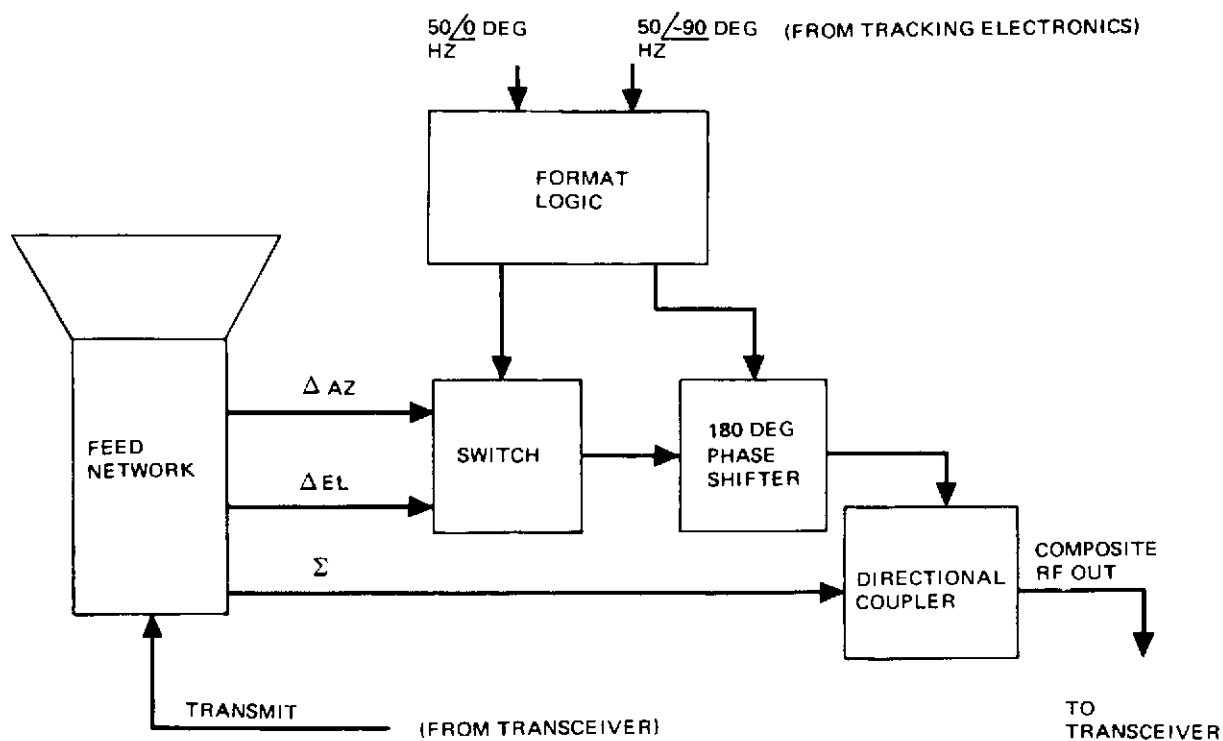 50/0 DEG
HZ
50/-90 DEG (FROM TRACKING ELECTRONICS)
HZ
FORMAT
LOGIC
Δ AZ
FEED
NETWORK
SWITCH
180 DEG
PHASE
SHIFTER
Δ EL
Σ
DIRECTIONAL
COUPLER
COMPOSITE
RF OUT
TRANSMIT
(FROM TRANSCEIVER)
TO
TRANSCEIVER